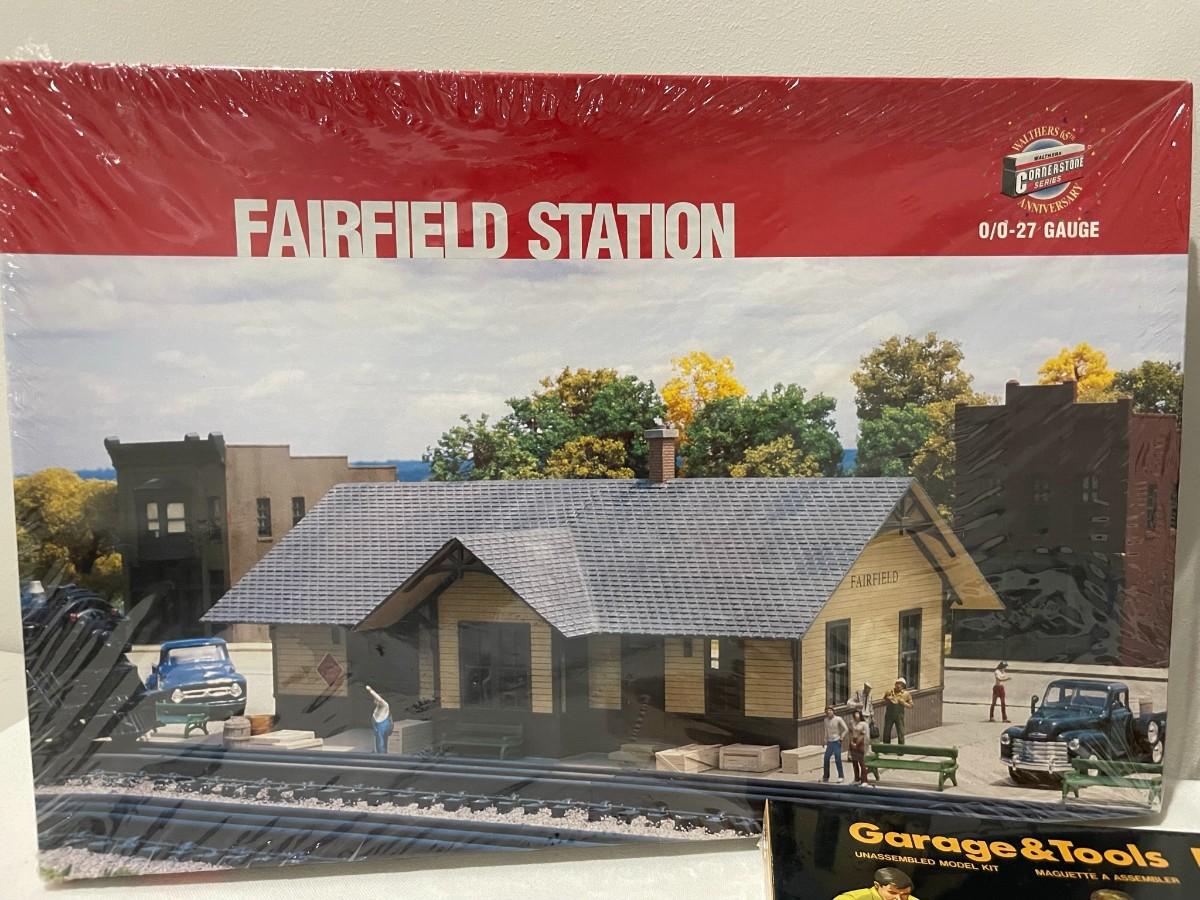 WALTHERS 65TH
WALTHERS
CORNERSTONE
SERIES
ANNIVERSARY
FAIRFIELD STATION
O/O-27 GAUGE
FAIRFIELD
Garage&Tools
UNASSEMBLED MODEL KIT
MAQUETTE A ASSEMBLER